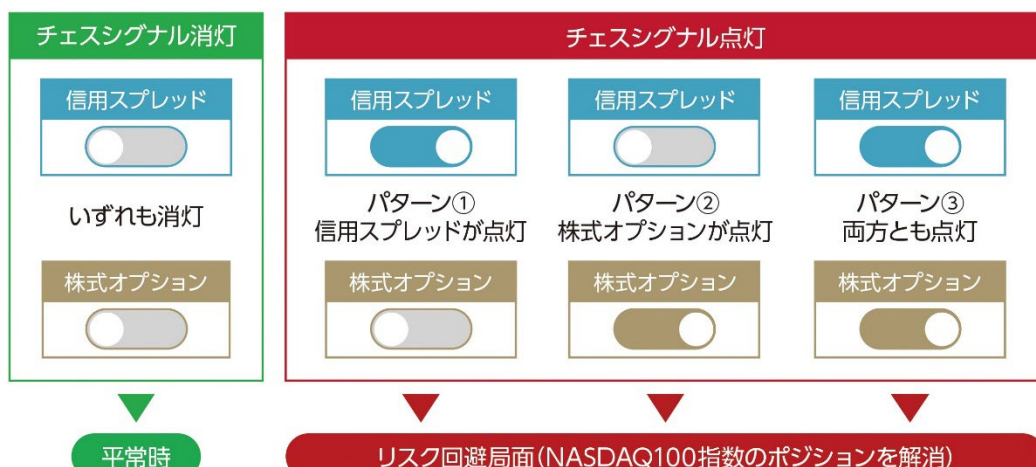 チェスシグナル消灯
信用スプレッド
いずれも消灯
株式オプション
平常時
チェスシグナル点灯
信用スプレッド
パターン①
信用スプレッドが点灯
株式オプション
信用スプレッド
パターン②
株式オプションが点灯
株式オプション
信用スプレッド
パターン③
両方とも点灯
株式オプション
リスク回避局面(NASDAQ100指数のポジションを解消)